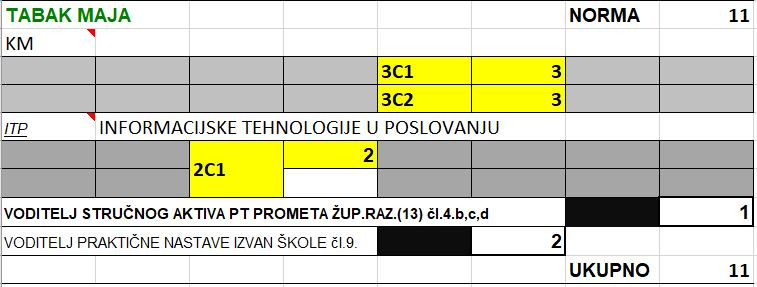 TABAK MAJA NORMA 11
KM
3C1 3
3C2 3
ITP INFORMACIJSKE TEHNOLOGIJE U POSLOVANJU
2C1 2
VODITELJ STRUČNOG AKTIVA PT PROMETA ŽUP.RAZ.(13) čl.4.b,c,d 1
VODITELJ PRAKTIČNE NASTAVE IZVAN ŠKOLE čl.9. 2
UKUPNO 11